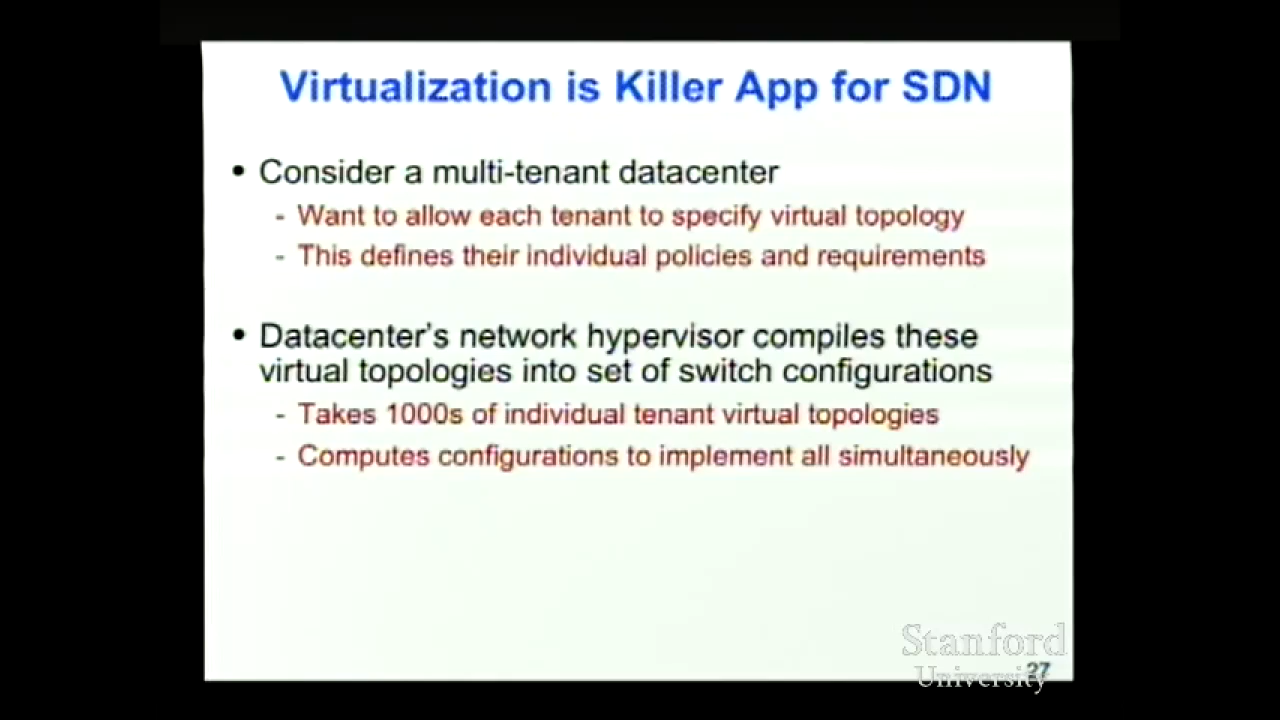 Virtualization is Killer App for SDN
• Consider a multi-tenant datacenter
- Want to allow each tenant to specify virtual topology
- This defines their individual policies and requirements
• Datacenter's network hypervisor compiles these
virtual topologies into set of switch configurations
- Takes 1000s of individual tenant virtual topologies
- Computes configurations to implement all simultaneously
Stanford
University
27